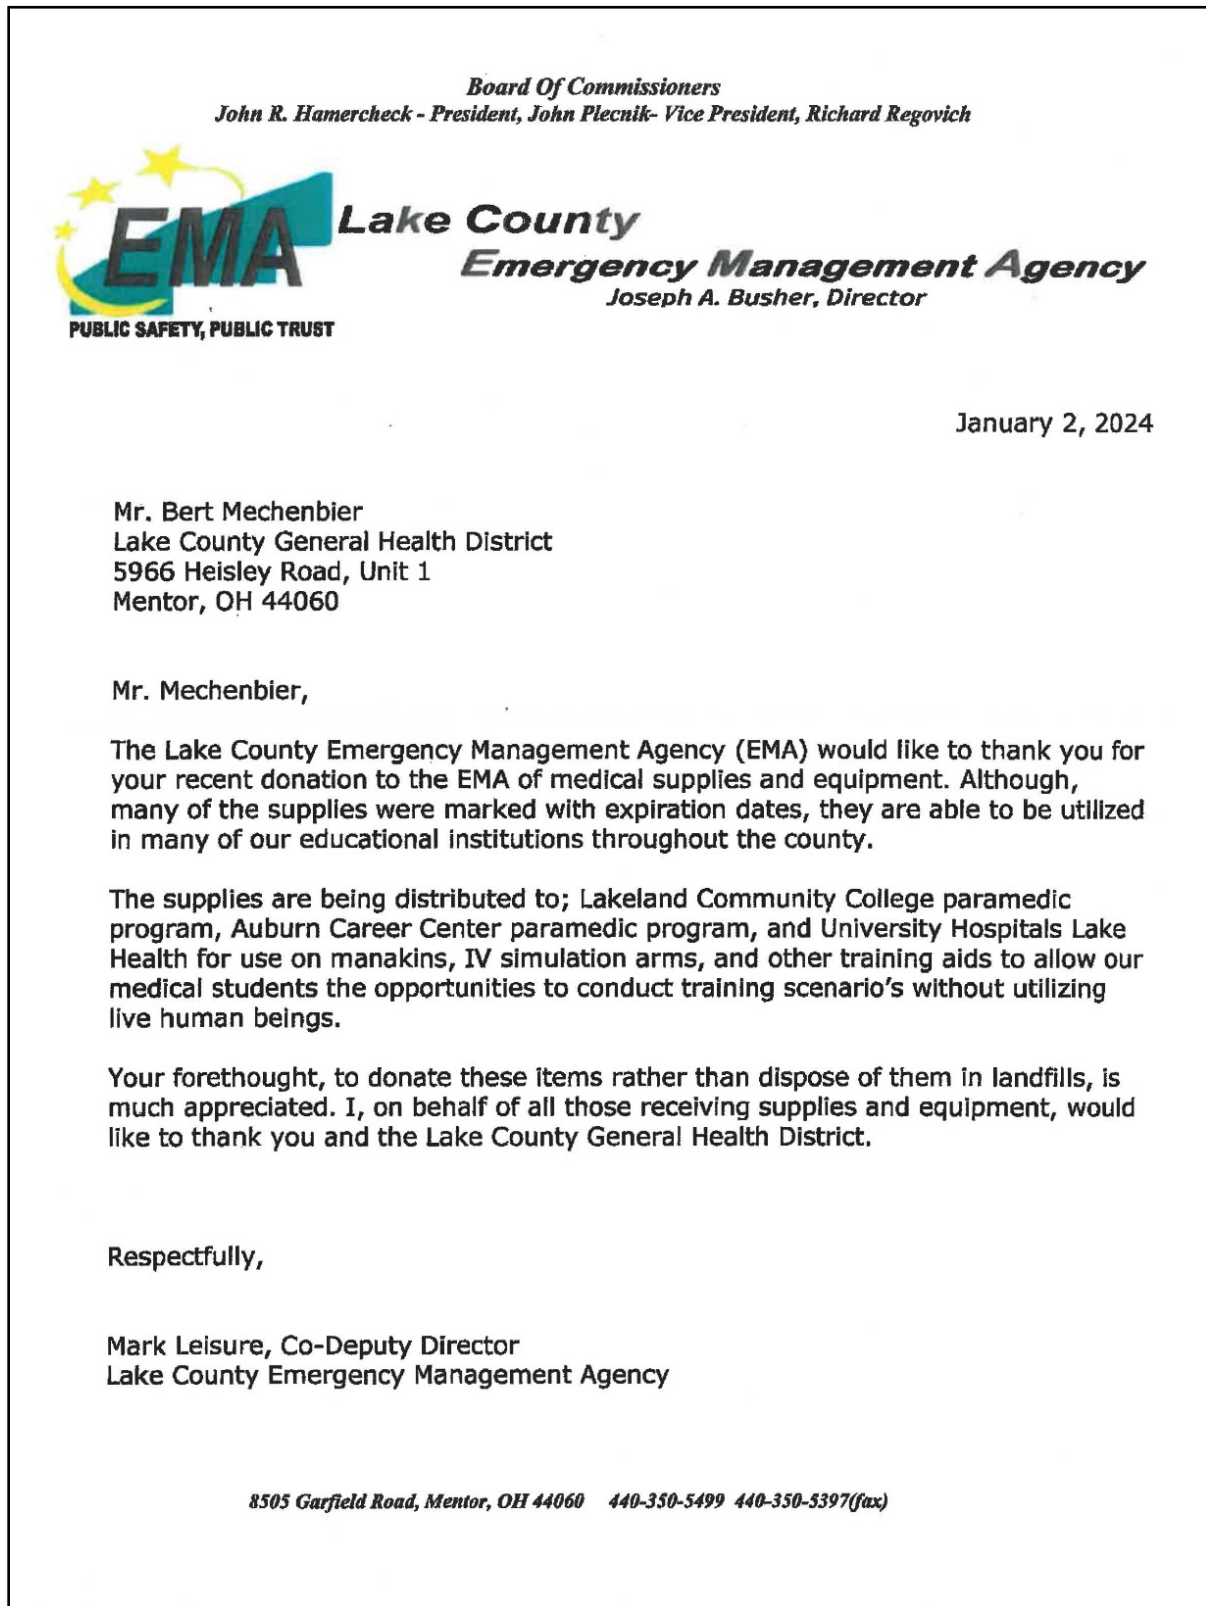 Board Of Commissioners
John R. Hamercheck - President, John Plecnik- Vice President, Richard Regovich
EMA
PUBLIC SAFETY, PUBLIC TRUST
Lake County
Emergency Management Agency
Joseph A. Busher, Director
January 2, 2024
Mr. Bert Mechenbier
Lake County General Health District
5966 Heisley Road, Unit 1
Mentor, OH 44060
Mr. Mechenbier,
The Lake County Emergency Management Agency (EMA) would like to thank you for
your recent donation to the EMA of medical supplies and equipment. Although,
many of the supplies were marked with expiration dates, they are able to be utilized
in many of our educational institutions throughout the county.
The supplies are being distributed to; Lakeland Community College paramedic
program, Auburn Career Center paramedic program, and University Hospitals Lake
Health for use on manakins, IV simulation arms, and other training aids to allow our
medical students the opportunities to conduct training scenario's without utilizing
live human beings.
Your forethought, to donate these items rather than dispose of them in landfills, is
much appreciated. I, on behalf of all those receiving supplies and equipment, would
like to thank you and the Lake County General Health District.
Respectfully,
Mark Leisure, Co-Deputy Director
Lake County Emergency Management Agency
8505 Garfield Road, Mentor, OH 44060 440-350-5499 440-350-5397(fax)